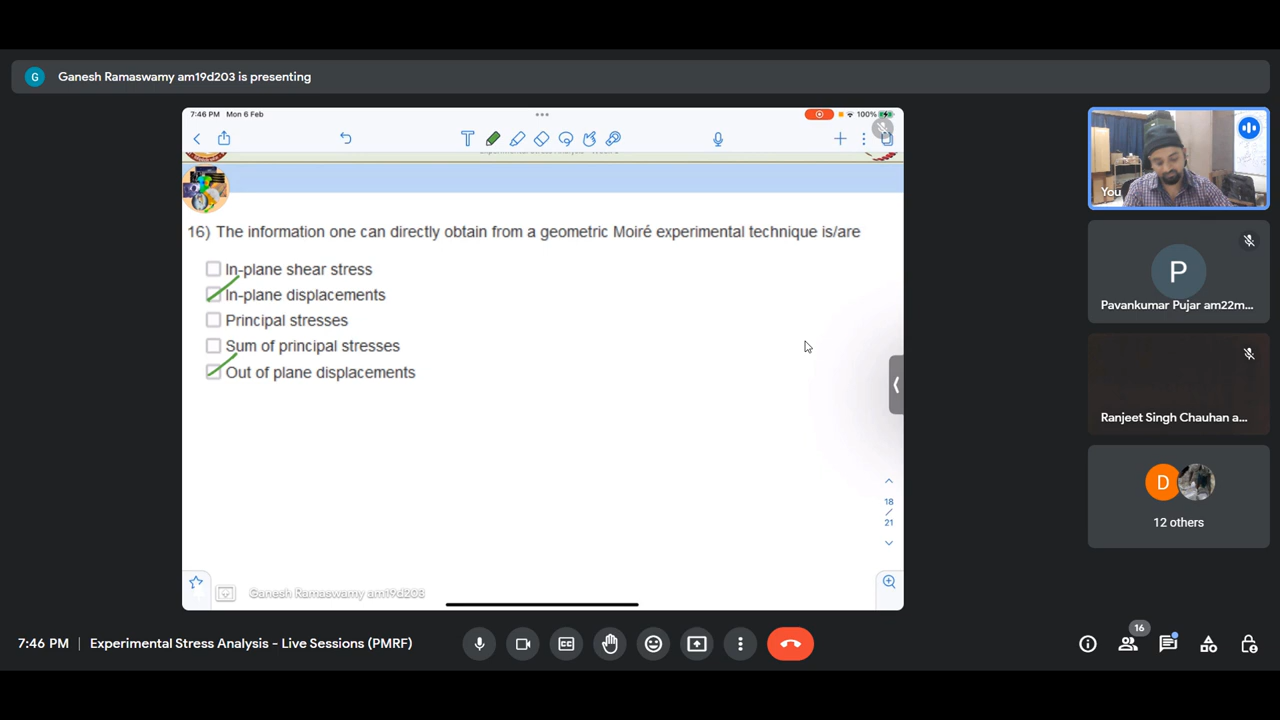 G Ganesh Ramaswamy am19d203 is presenting
7:46 PM Mon 6 Feb
100%
T
16) The information one can directly obtain from a geometric Moiré experimental technique is/are
In-plane shear stress
In-plane displacements
Principal stresses
Sum of principal stresses
Out of plane displacements
18
/
21
Ganesh Ramaswamy am19d203
You
P
Pavankumar Pujar am22m...
Ranjeet Singh Chauhan a...
D
12 others
7:46 PM | Experimental Stress Analysis - Live Sessions (PMRF)
CC
16